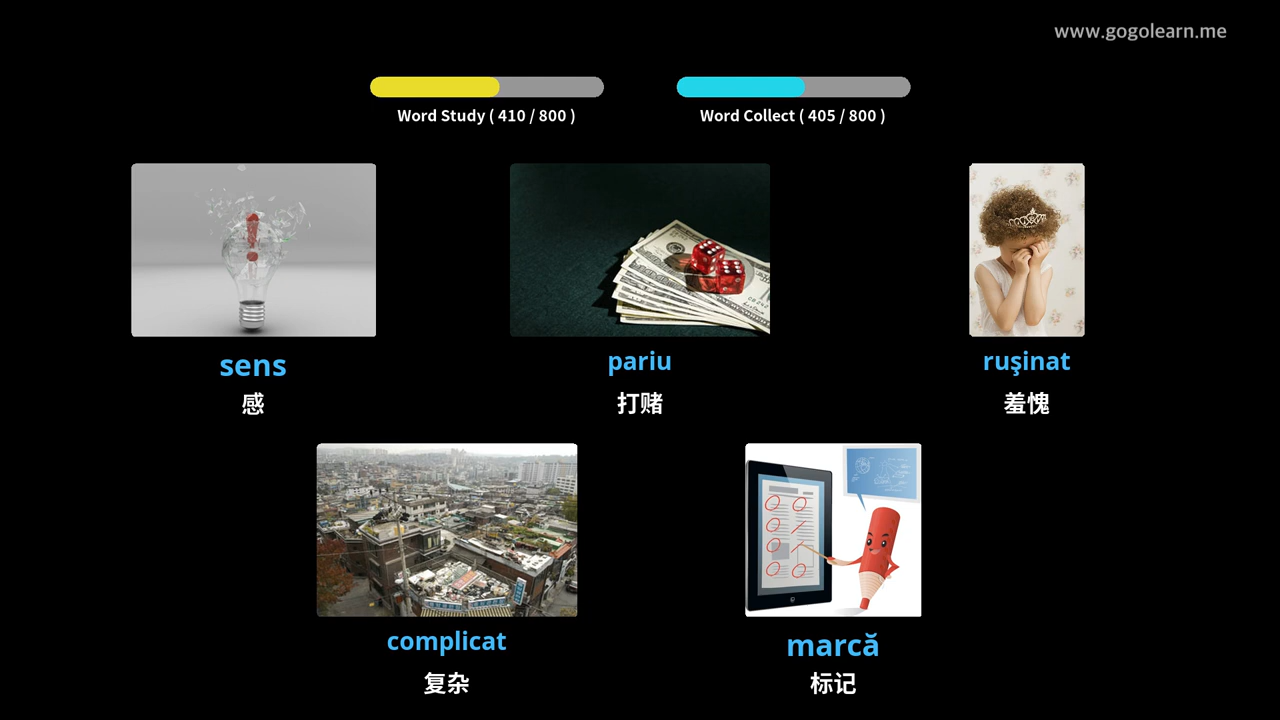 www.gogolearn.me
Word Study ( 410 / 800 )
Word Collect ( 405 / 800 )
sens
感
pariu
打赌
ruşinat
羞愧
complicat
复杂
marcă
标记